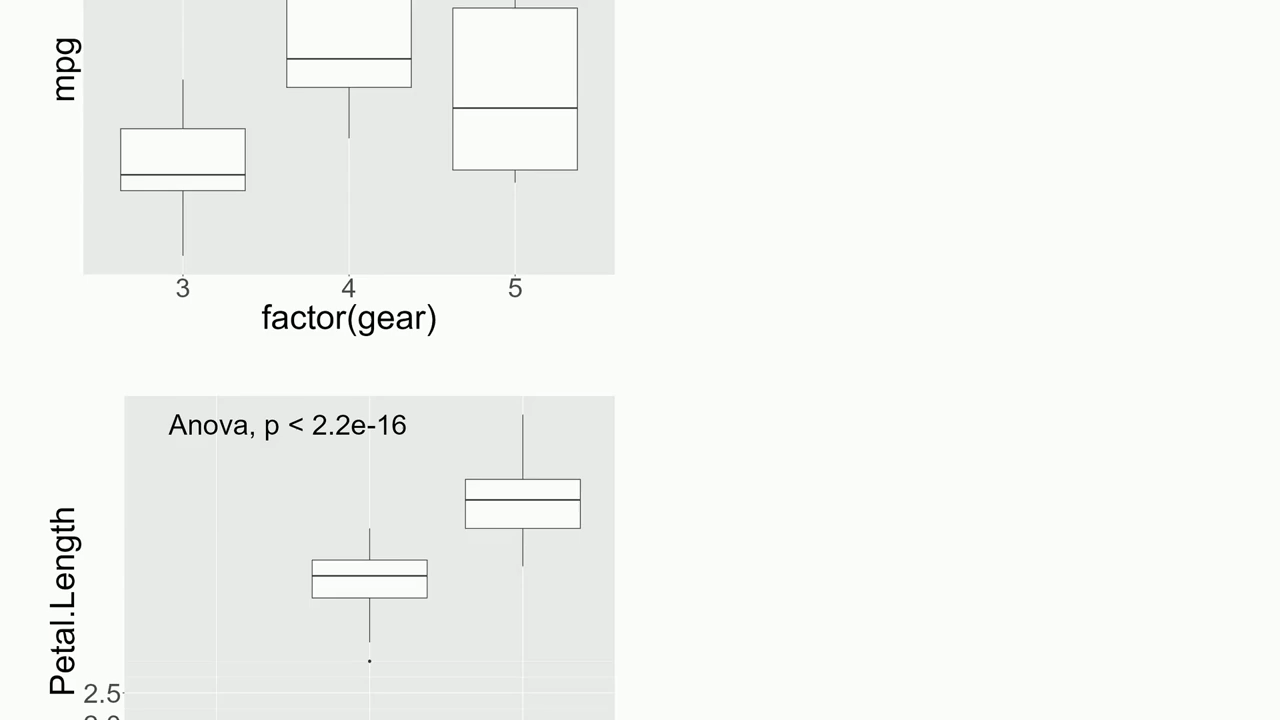 mpg
3 4 5
factor(gear)
Anova, p < 2.2e-16
Petal.Length
2.5